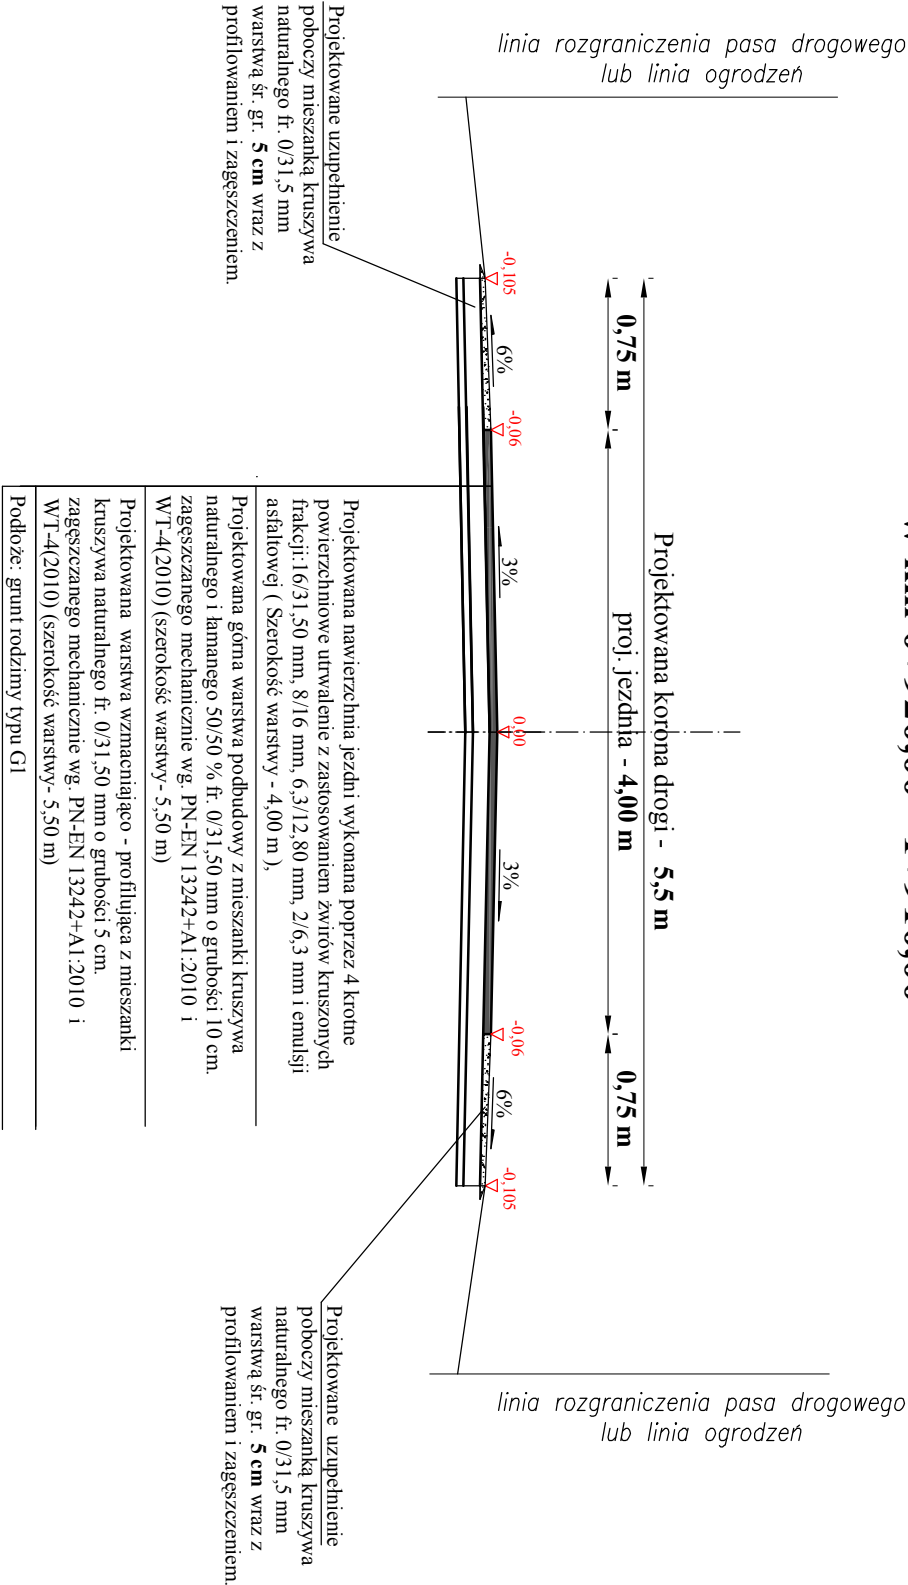 linia rozgraniczenia pasa drogowego
lub linia ogrodzeń
Projektowana korona drogi - 5,5 m
proj. jezdnia - 4,00 m
0,75 m
0,75 m
-0,105
6%
-0,06
3%
0,00
3%
-0,06
6%
-0,105
Projektowane uzupełnienie
poboczy mieszanką kruszywa
naturalnego fr. 0/31,5 mm
warstwą śr. gr. 5 cm wraz z
profilowaniem i zagęszczeniem.
Projektowana nawierzchnia jezdni wykonana poprzez 4 krotne
powierzchniowe utrwalenie z zastosowaniem żwirów kruszonych
frakcji:16/31,50 mm, 8/16 mm, 6,3/12,80 mm, 2/6,3 mm i emulsji
asfaltowej ( Szerokość warstwy - 4,00 m ),
Projektowana górna warstwa podbudowy z mieszanki kruszywa
naturalnego i łamanego 50/50 % fr. 0/31,50 mm o grubości 10 cm.
zagęszczanego mechanicznie wg. PN-EN 13242+A1:2010 i
WT-4(2010) (szerokość warstwy- 5,50 m)
Projektowana warstwa wzmacniająco - profilująca z mieszanki
kruszywa naturalnego fr. 0/31,50 mm o grubości 5 cm.
zagęszczanego mechanicznie wg. PN-EN 13242+A1:2010 i
WT-4(2010) (szerokość warstwy- 5,50 m)
Podłoże: grunt rodzimy typu G1
Projektowane uzupełnienie
poboczy mieszanką kruszywa
naturalnego fr. 0/31,5 mm
warstwą śr. gr. 5 cm wraz z
profilowaniem i zagęszczeniem.
linia rozgraniczenia pasa drogowego
lub linia ogrodzeń